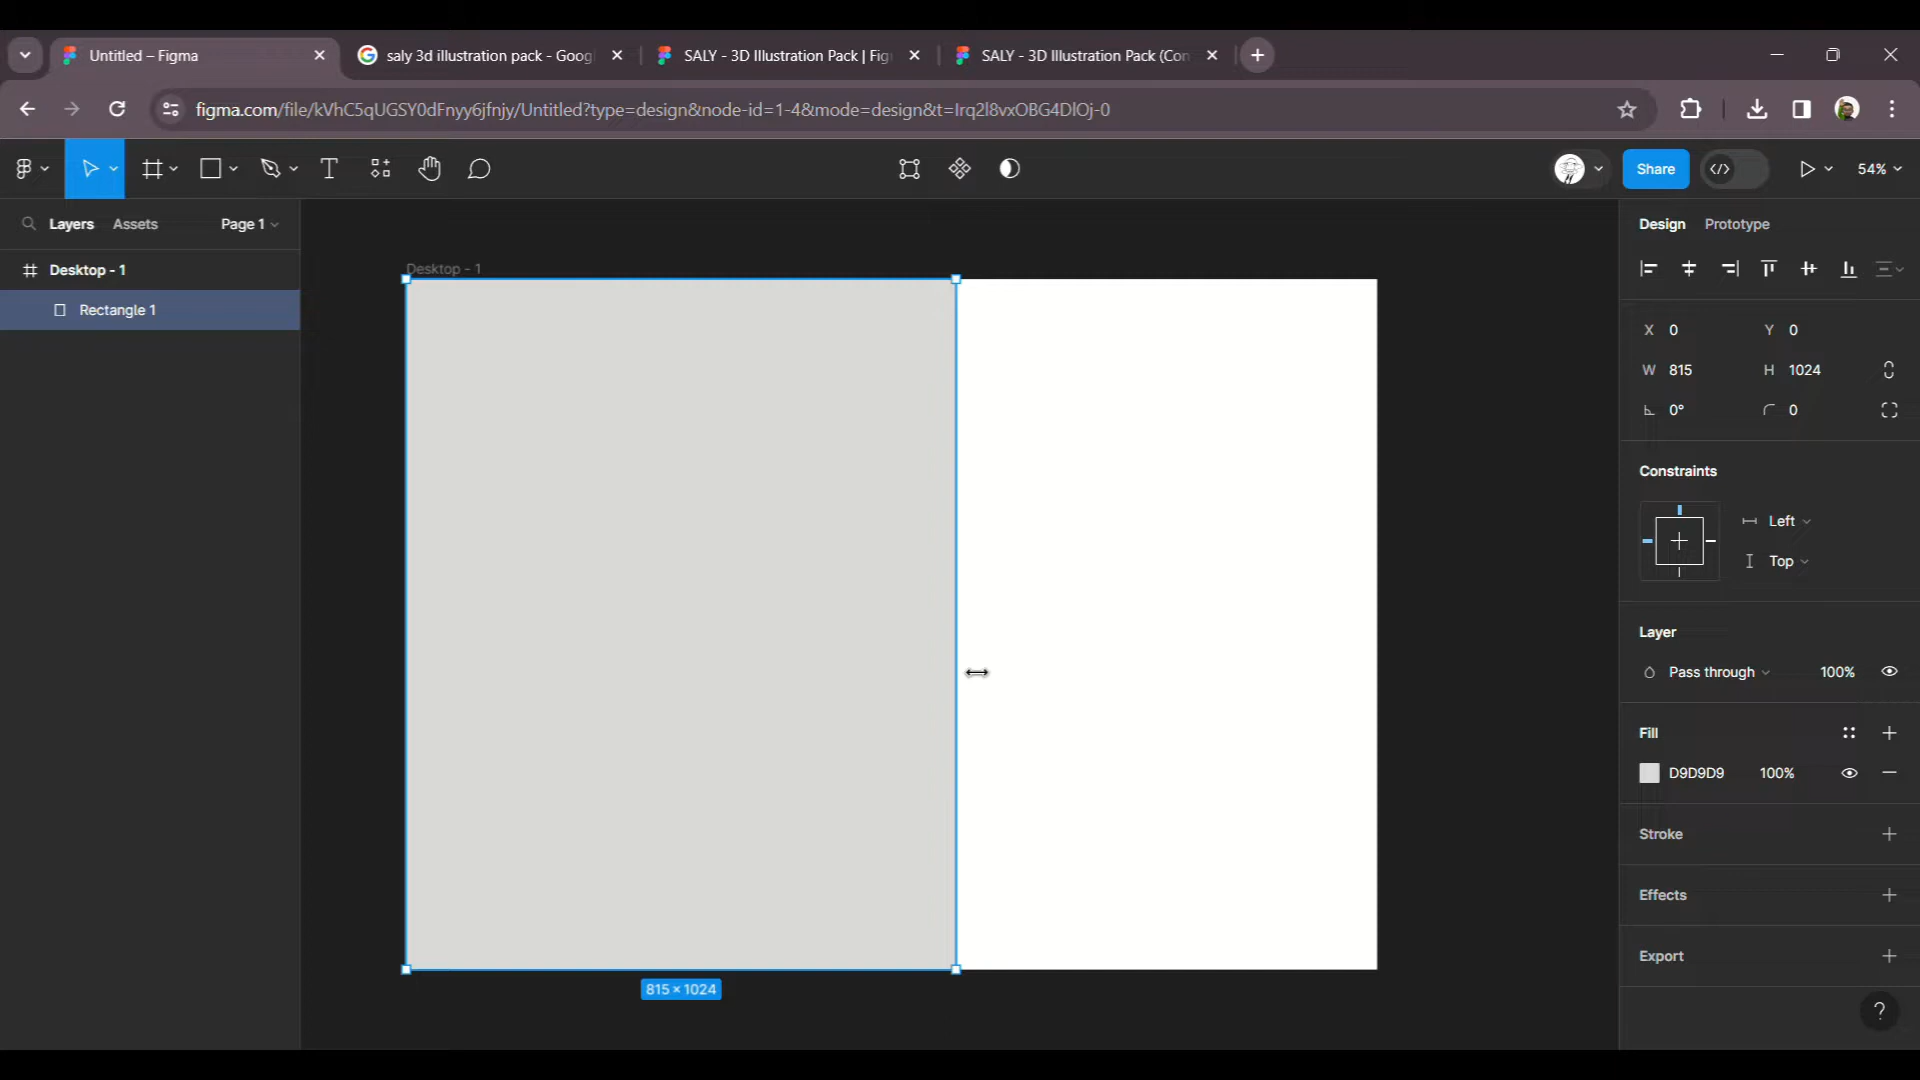 Untitled – Figma
saly 3d illustration pack - Goog
SALY - 3D Illustration Pack | Fig
SALY - 3D Illustration Pack (Con
figma.com/file/kVhC5qUGSY0dFnyy6jfnjy/Untitled?type=design&node-id=1-4&mode=design&t=Irq2l8vxOBG4DlOj-0
Share
54%
Layers
Assets
Page 1
Design
Prototype
Desktop - 1
Rectangle 1
Desktop - 1
815 × 1024
X 0
Y 0
W 815
H 1024
0°
0
Constraints
Left
Top
Layer
Pass through
100%
Fill
D9D9D9
100%
Stroke
Effects
Export
?